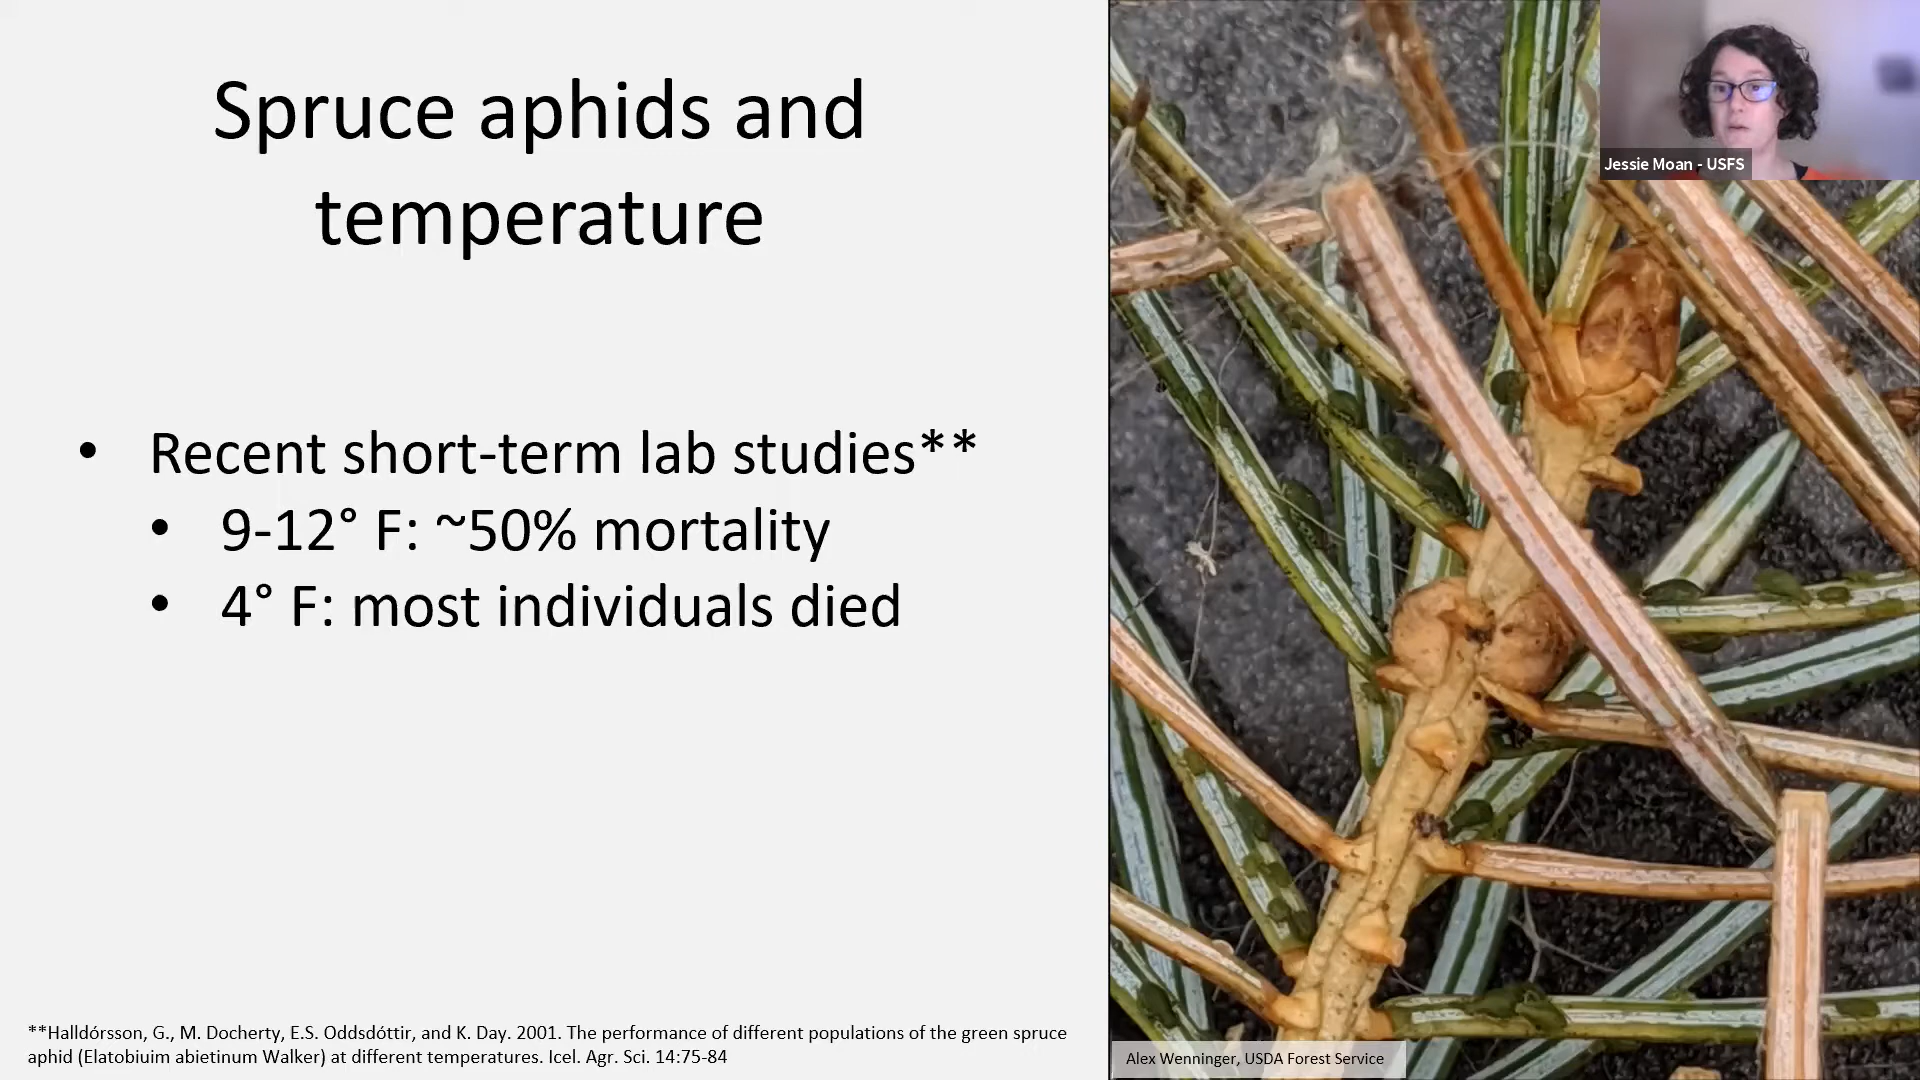 Spruce aphids and
temperature
Jessie Moan - USFS
• Recent short-term lab studies**
• 9-12° F: ~50% mortality
• 4° F: most individuals died
**Halldórsson, G., M. Docherty, E.S. Oddsdóttir, and K. Day. 2001. The performance of different populations of the green spruce
aphid (Elatobiuim abietinum Walker) at different temperatures. Icel. Agr. Sci. 14:75-84
Alex Wenninger, USDA Forest Service